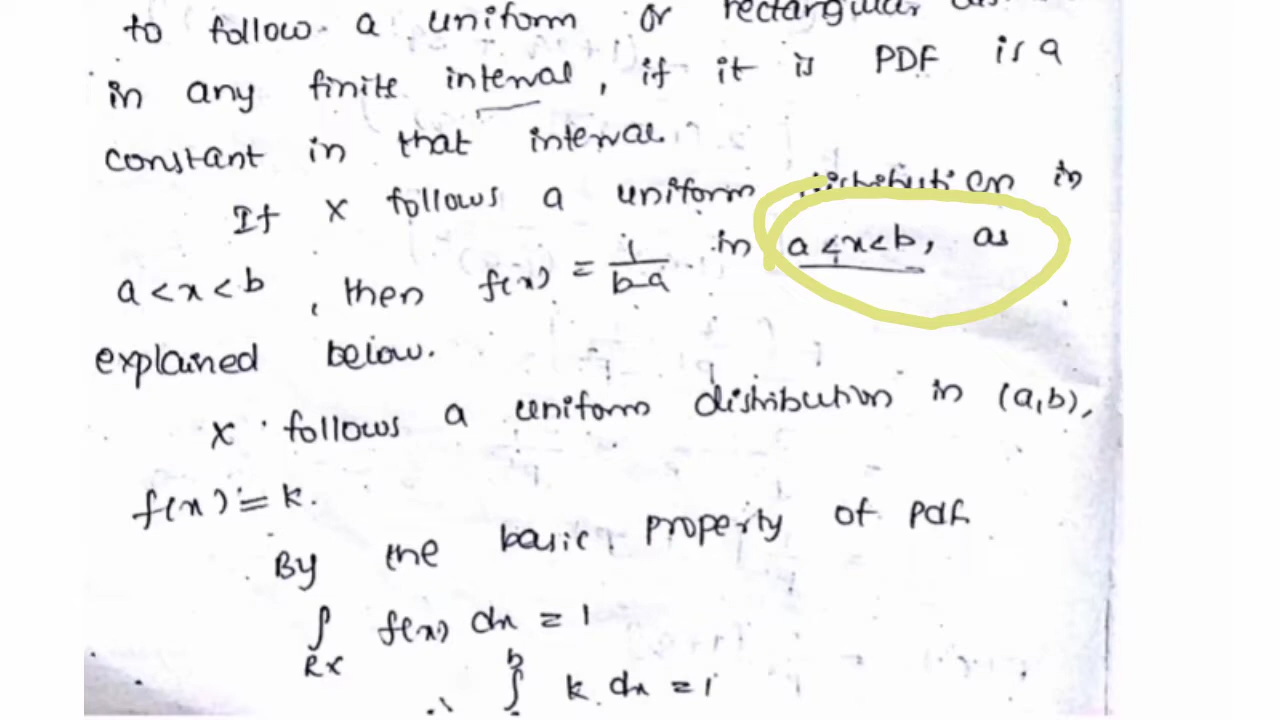 to follow a uniform or rectangular
in any finite interval, if it is PDF is a
constant in that interval.
If X follows a uniform distribution in
a < x < b, then f(x) = 1/b-a in a < x < b, as
explained below.
X follows a uniform distribution in (a,b),
f(x) = k.
By the basic property of pdf
∫ f(x) dx = 1
Rx
∴ ∫ b k dx = 1